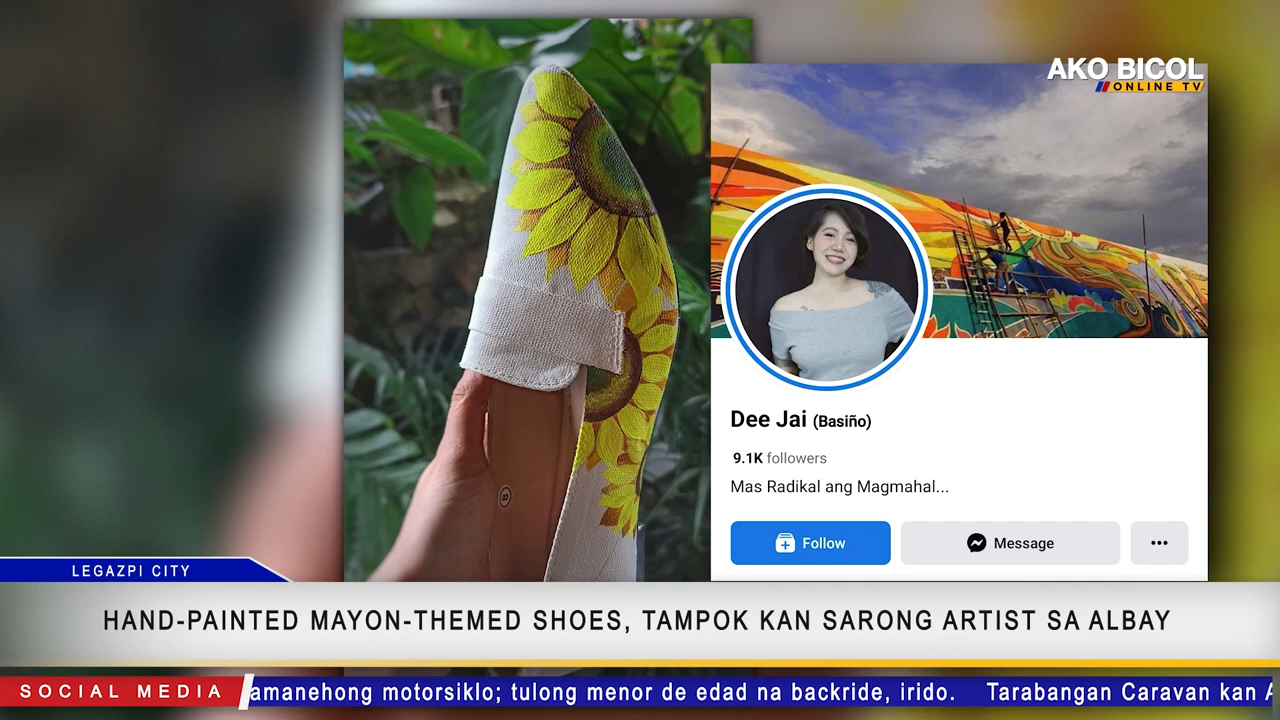 AKO BICOL
ONLINE TV
Dee Jai (Basiño)
9.1K followers
Mas Radikal ang Magmahal...
Follow
Message
LEGAZPI CITY
HAND-PAINTED MAYON-THEMED SHOES, TAMPOK KAN SARONG ARTIST SA ALBAY
SOCIAL MEDIA
amanehong motorsiklo; tulong menor de edad na backride, irido. Tarabangan Caravan kan A